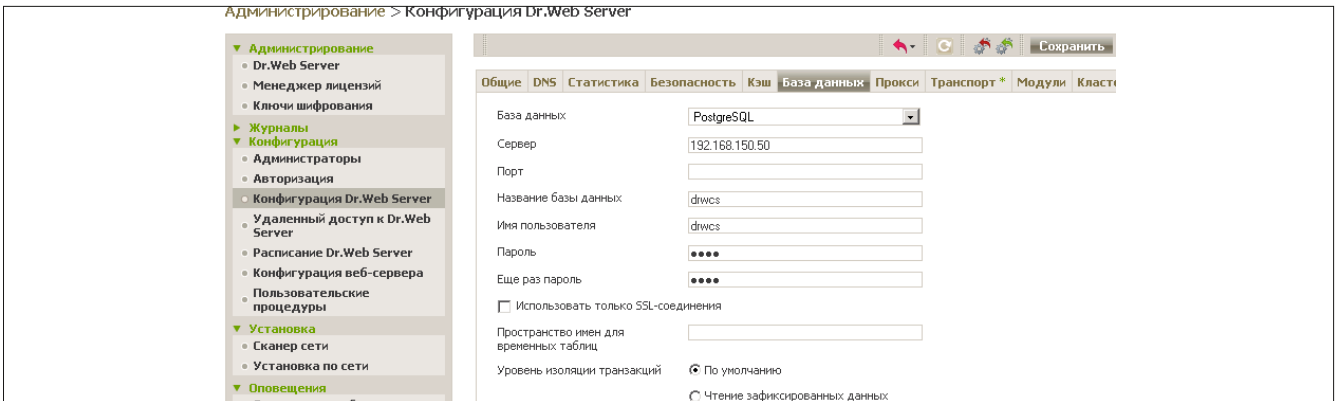 Администрирование > Конфигурация Dr.Web Server
Администрирование
Dr.Web Server
Менеджер лицензий
Ключи шифрования
Журналы
Конфигурация
Администраторы
Авторизация
Конфигурация Dr.Web Server
Удаленный доступ к Dr.Web
Server
Расписание Dr.Web Server
Конфигурация веб-сервера
Пользовательские
процедуры
Установка
Сканер сети
Установка по сети
Оповещения
Сохранить
Общие DNS Статистика Безопасность Кэш База данных Прокси Транспорт * Модули Класте
База данных PostgreSQL
Сервер 192.168.150.50
Порт
Название базы данных drwcs
Имя пользователя drwcs
Пароль ••••
Еще раз пароль ••••
Использовать только SSL-соединения
Пространство имен для
временных таблиц
Уровень изоляции транзакций По умолчанию
Чтение зафиксированных данных